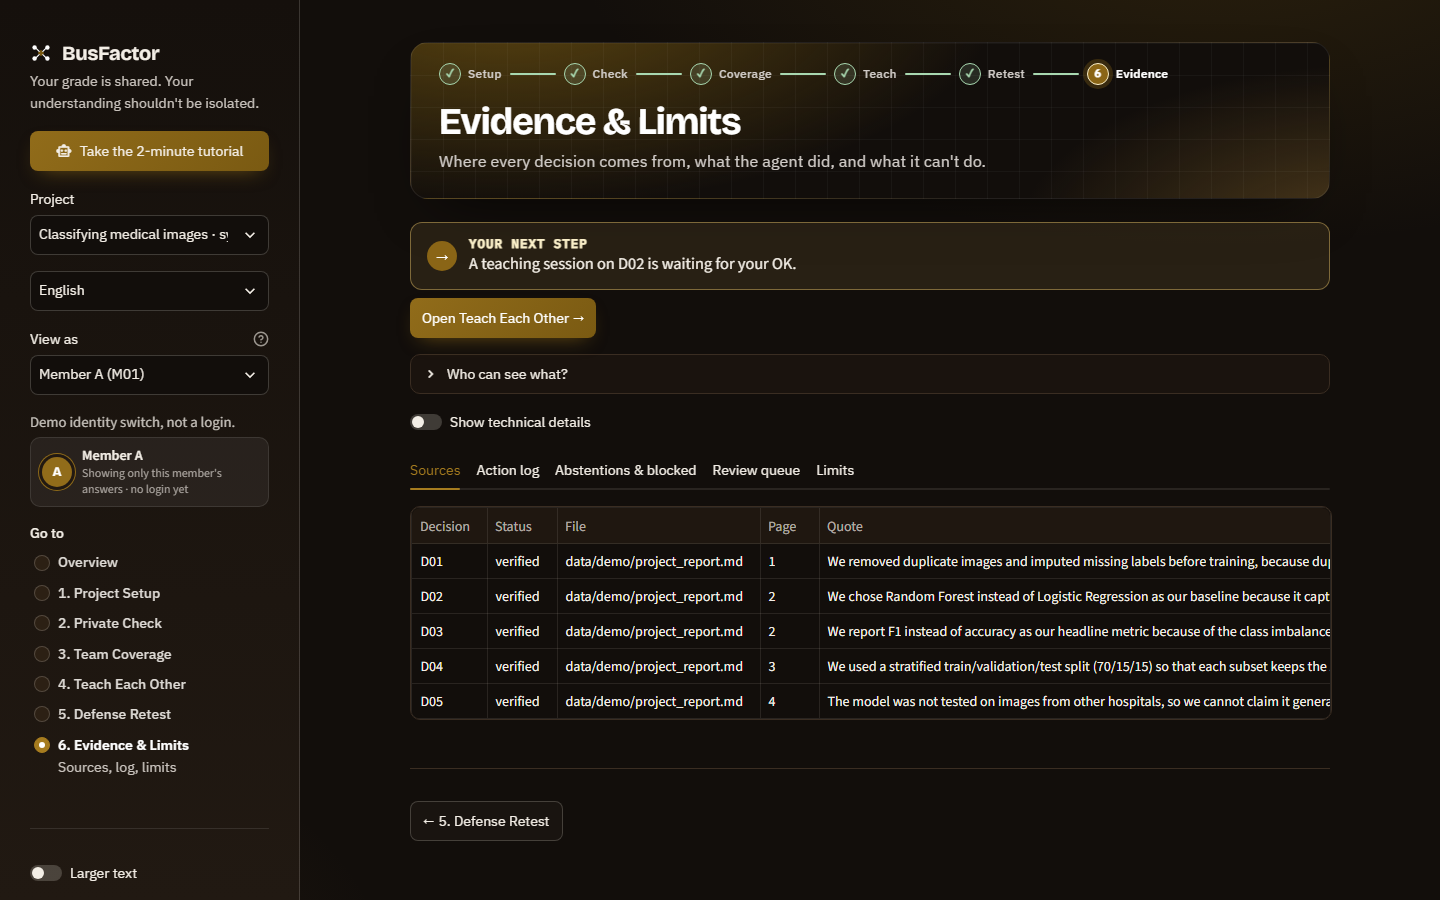 BusFactor
Your grade is shared. Your
understanding shouldn't be isolated.
Take the 2-minute tutorial
Project
Classifying medical images · sy
English
View as
Member A (M01)
Demo identity switch, not a login.
A
Member A
Showing only this member's
answers · no login yet
Go to
Overview
1. Project Setup
2. Private Check
3. Team Coverage
4. Teach Each Other
5. Defense Retest
6. Evidence & Limits
Sources, log, limits
Larger text
✓ Setup ✓ Check ✓ Coverage ✓ Teach ✓ Retest 6 Evidence
Evidence & Limits
Where every decision comes from, what the agent did, and what it can't do.
YOUR NEXT STEP
→ A teaching session on D02 is waiting for your OK.
Open Teach Each Other →
Who can see what?
Show technical details
Sources Action log Abstentions & blocked Review queue Limits
Decision Status File Page Quote
D01 verified data/demo/project_report.md 1 We removed duplicate images and imputed missing labels before training, because dup
D02 verified data/demo/project_report.md 2 We chose Random Forest instead of Logistic Regression as our baseline because it capt
D03 verified data/demo/project_report.md 2 We report F1 instead of accuracy as our headline metric because of the class imbalance
D04 verified data/demo/project_report.md 3 We used a stratified train/validation/test split (70/15/15) so that each subset keeps the
D05 verified data/demo/project_report.md 4 The model was not tested on images from other hospitals, so we cannot claim it genera
← 5. Defense Retest